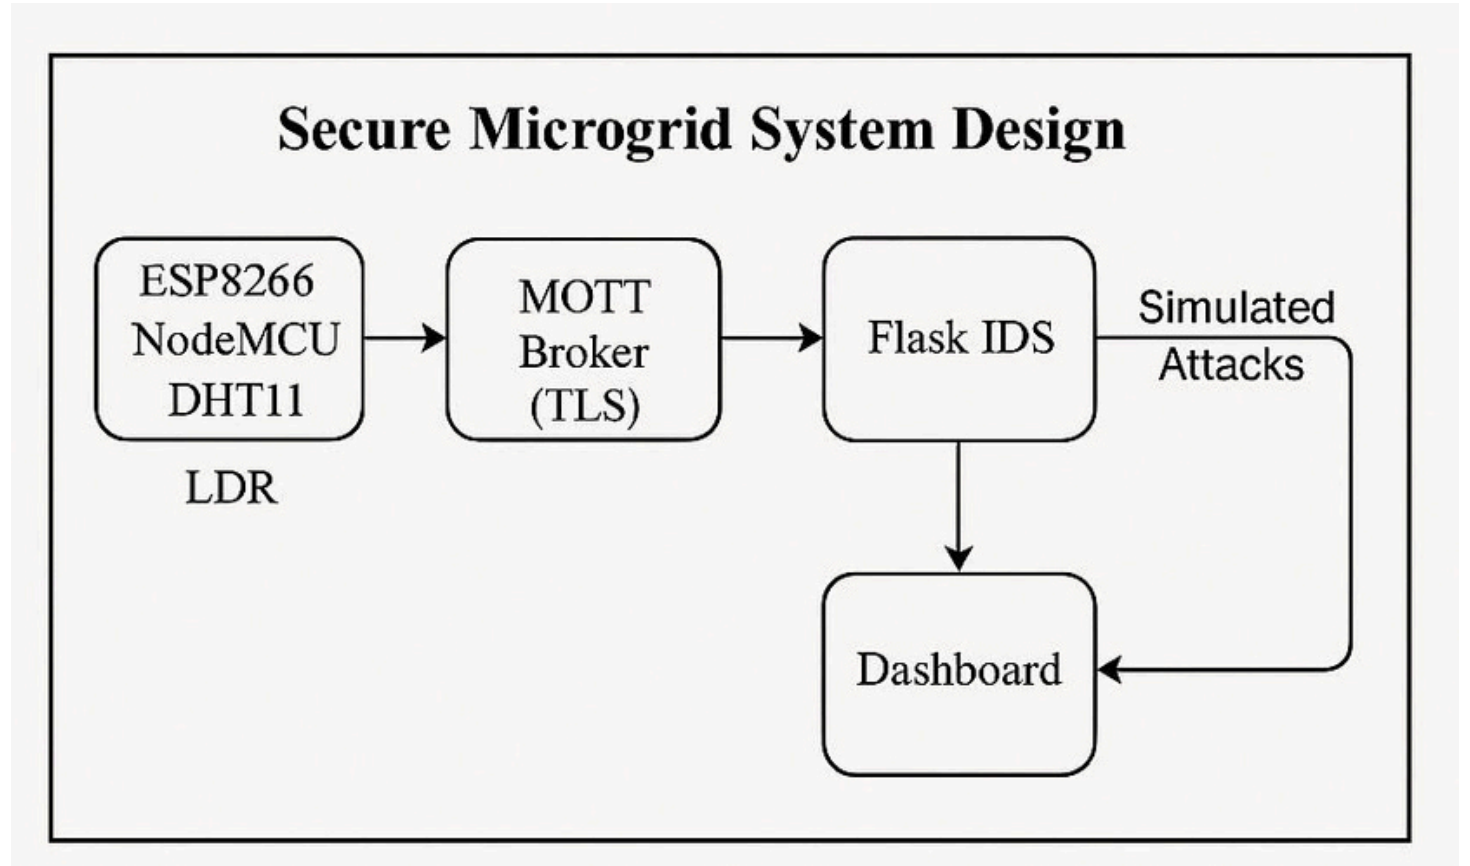 Secure Microgrid System Design
ESP8266
NodeMCU
DHT11
LDR
MOTT
Broker
(TLS)
Flask IDS
Simulated
Attacks
Dashboard